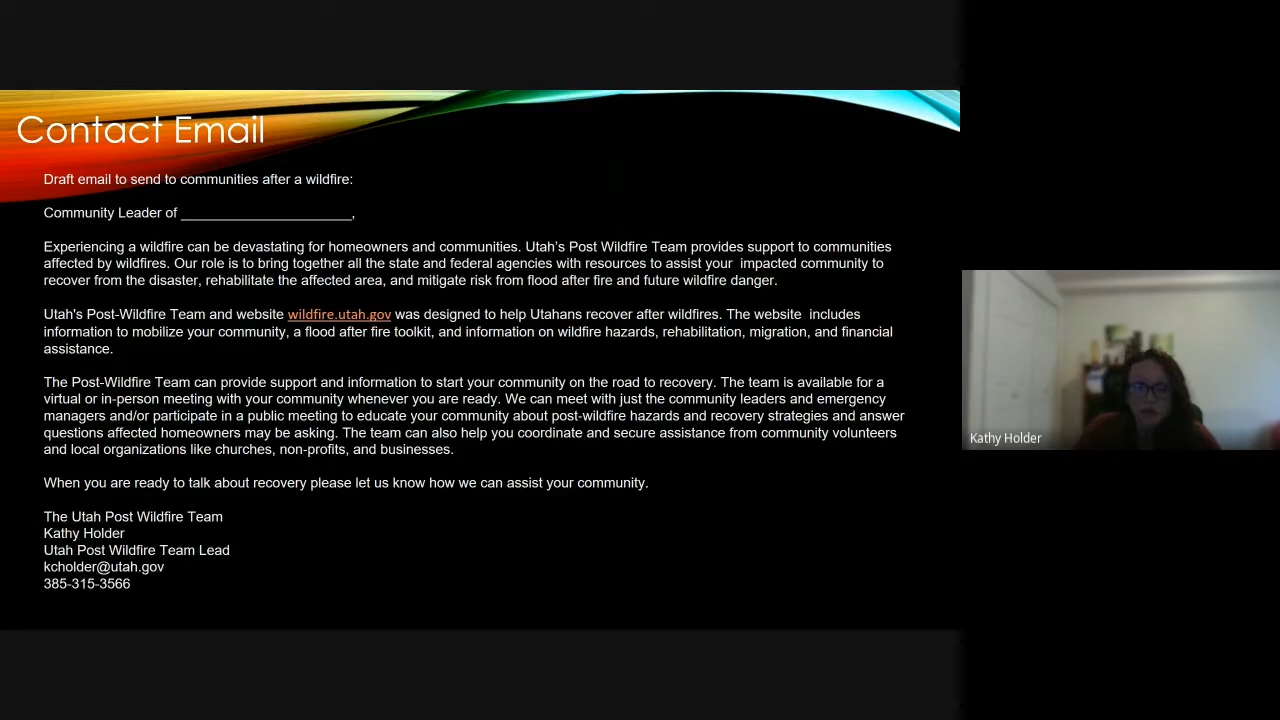 Contact Email
Draft email to send to communities after a wildfire:
Community Leader of ______________________,
Experiencing a wildfire can be devastating for homeowners and communities. Utah's Post Wildfire Team provides support to communities
affected by wildfires. Our role is to bring together all the state and federal agencies with resources to assist your  impacted community to
recover from the disaster, rehabilitate the affected area, and mitigate risk from flood after fire and future wildfire danger.
Utah's Post-Wildfire Team and website wildfire.utah.gov was designed to help Utahans recover after wildfires. The website  includes
information to mobilize your community, a flood after fire toolkit, and information on wildfire hazards, rehabilitation, migration, and financial
assistance.
The Post-Wildfire Team can provide support and information to start your community on the road to recovery. The team is available for a
virtual or in-person meeting with your community whenever you are ready. We can meet with just the community leaders and emergency
managers and/or participate in a public meeting to educate your community about post-wildfire hazards and recovery strategies and answer
questions affected homeowners may be asking. The team can also help you coordinate and secure assistance from community volunteers
and local organizations like churches, non-profits, and businesses.
When you are ready to talk about recovery please let us know how we can assist your community.
The Utah Post Wildfire Team
Kathy Holder
Utah Post Wildfire Team Lead
kcholder@utah.gov
385-315-3566
Kathy Holder